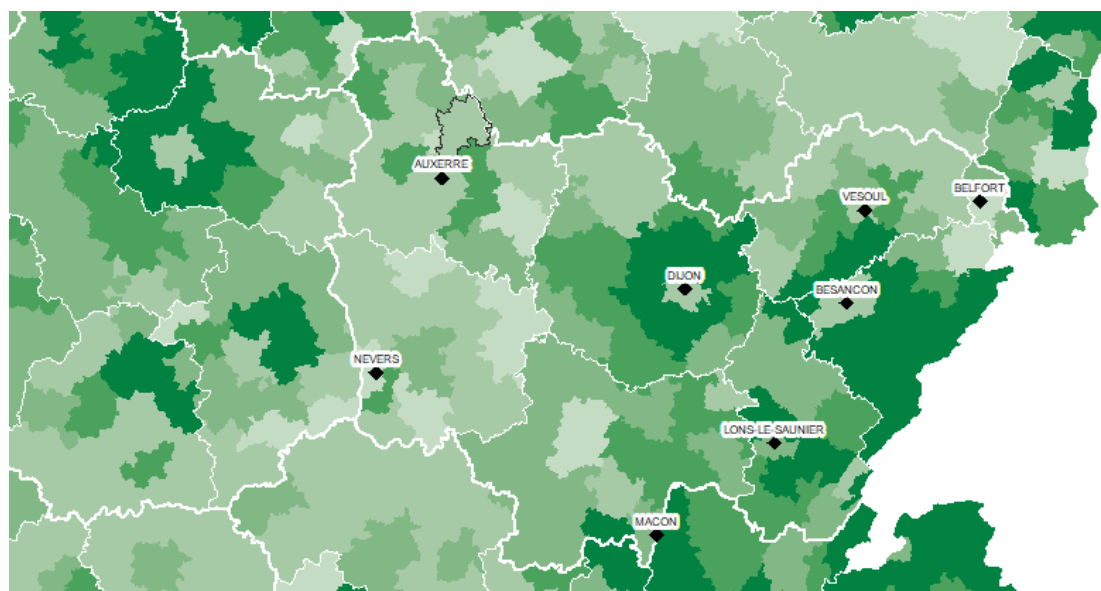 AUXERRE
VESOUL
BELFORT
DIJON
BESANCON
NEVERS
LONS-LE-SAUNIER
MACON